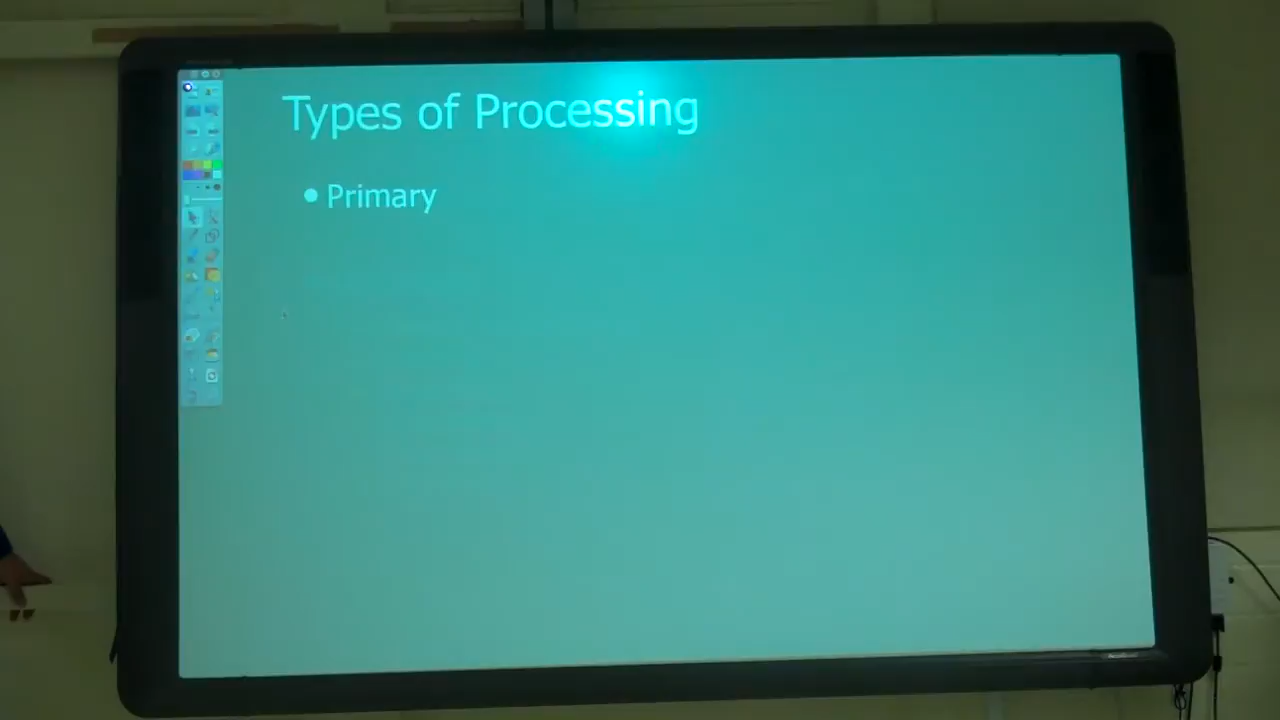 Types of Processing
• Primary